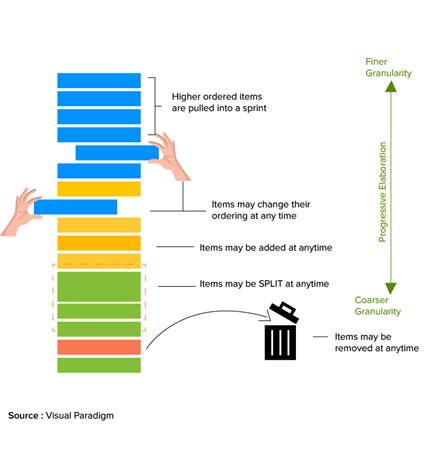 Finer
Granularity
Higher ordered items
are pulled into a sprint
Progressive Elaboration
Items may change their
ordering at any time
Items may be added at anytime
Items may be SPLIT at anytime
Coarser
Granularity
Items may be
removed at anytime
Source : Visual Paradigm